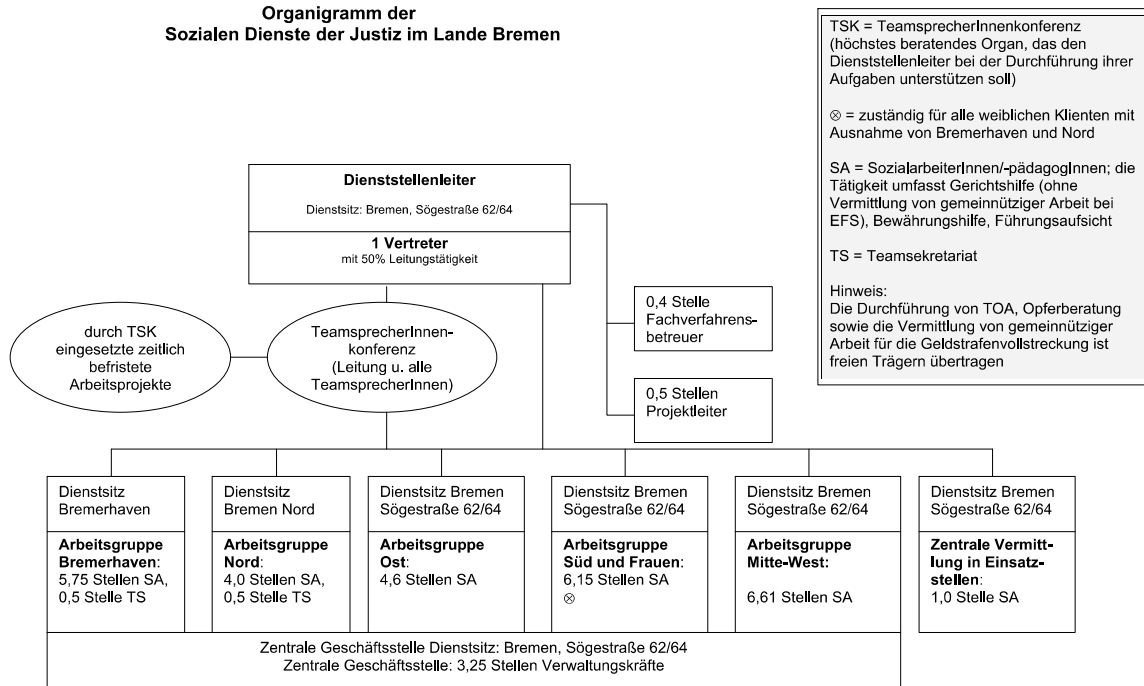 Organigramm der
Sozialen Dienste der Justiz im Lande Bremen
TSK = TeamsprecherInnenkonferenz
(höchstes beratendes Organ, das den
Dienststellenleiter bei der Durchführung ihrer
Aufgaben unterstützen soll)
⊗ = zuständig für alle weiblichen Klienten mit
Ausnahme von Bremerhaven und Nord
SA = SozialarbeiterInnen/-pädagogInnen; die
Tätigkeit umfasst Gerichtshilfe (ohne
Vermittlung von gemeinnütziger Arbeit bei
EFS), Bewährungshilfe, Führungsaufsicht
TS = Teamsekretariat
Hinweis:
Die Durchführung von TOA, Opferberatung
sowie die Vermittlung von gemeinnütziger
Arbeit für die Geldstrafenvollstreckung ist
freien Trägern übertragen
Dienststellenleiter
Dienstsitz: Bremen, Sögestraße 62/64
1 Vertreter
mit 50% Leitungstätigkeit
0,4 Stelle
Fachverfahrens-
betreuer
0,5 Stellen
Projektleiter
durch TSK
eingesetzte zeitlich
befristete
Arbeitsprojekte
TeamsprecherInnen-
konferenz
(Leitung u. alle
TeamsprecherInnen)
Dienstsitz
Bremerhaven
Arbeitsgruppe
Bremerhaven:
5,75 Stellen SA,
0,5 Stelle TS
Dienstsitz
Bremen Nord
Arbeitsgruppe
Nord:
4,0 Stellen SA,
0,5 Stelle TS
Dienstsitz Bremen
Sögestraße 62/64
Arbeitsgruppe
Ost:
4,6 Stellen SA
Dienstsitz Bremen
Sögestraße 62/64
Arbeitsgruppe
Süd und Frauen:
6,15 Stellen SA
⊗
Dienstsitz Bremen
Sögestraße 62/64
Arbeitsgruppe
Mitte-West:
6,61 Stellen SA
Dienstsitz Bremen
Sögestraße 62/64
Zentrale Vermitt-
lung in Einsatz-
stellen:
1,0 Stelle SA
Zentrale Geschäftsstelle Dienstsitz: Bremen, Sögestraße 62/64
Zentrale Geschäftsstelle: 3,25 Stellen Verwaltungskräfte